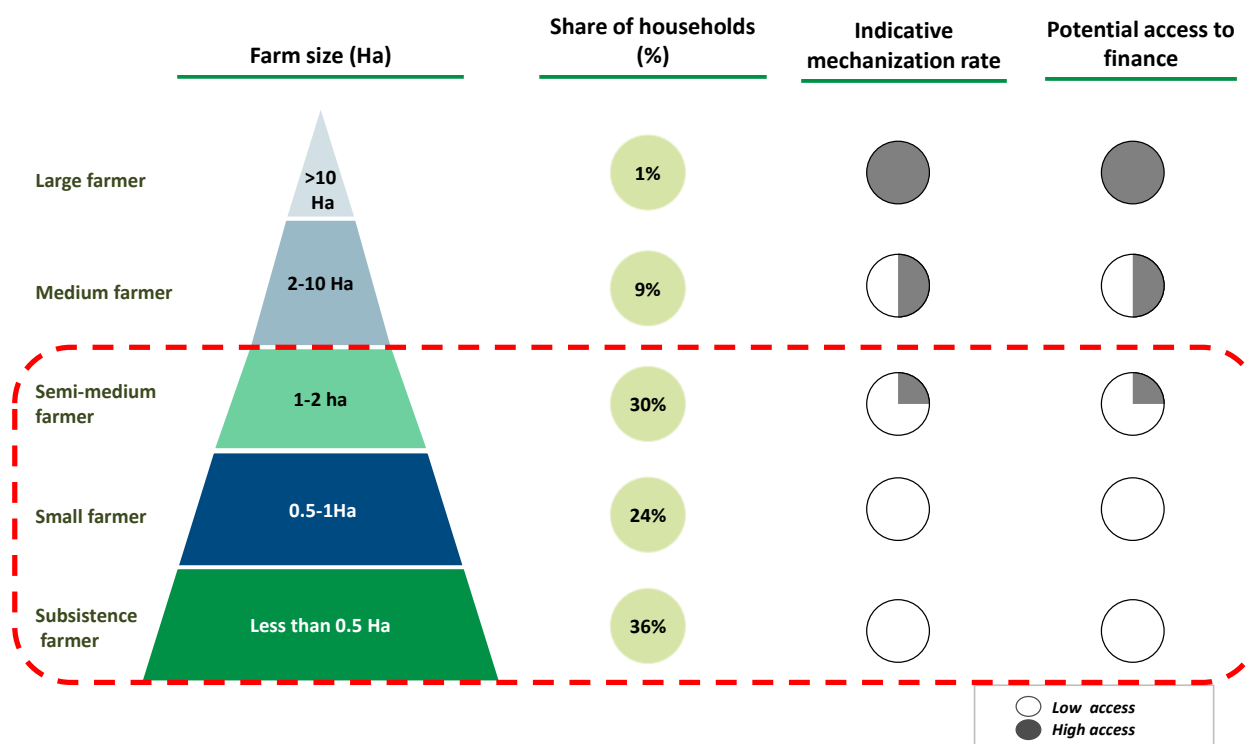 Farm size (Ha)
Share of households
(%)
Indicative
mechanization rate
Potential access to
finance
Large farmer
>10
Ha
1%
Medium farmer
2-10 Ha
9%
Semi-medium
farmer
1-2 ha
30%
Small farmer
0.5-1Ha
24%
Subsistence
farmer
Less than 0.5 Ha
36%
Low access
High access